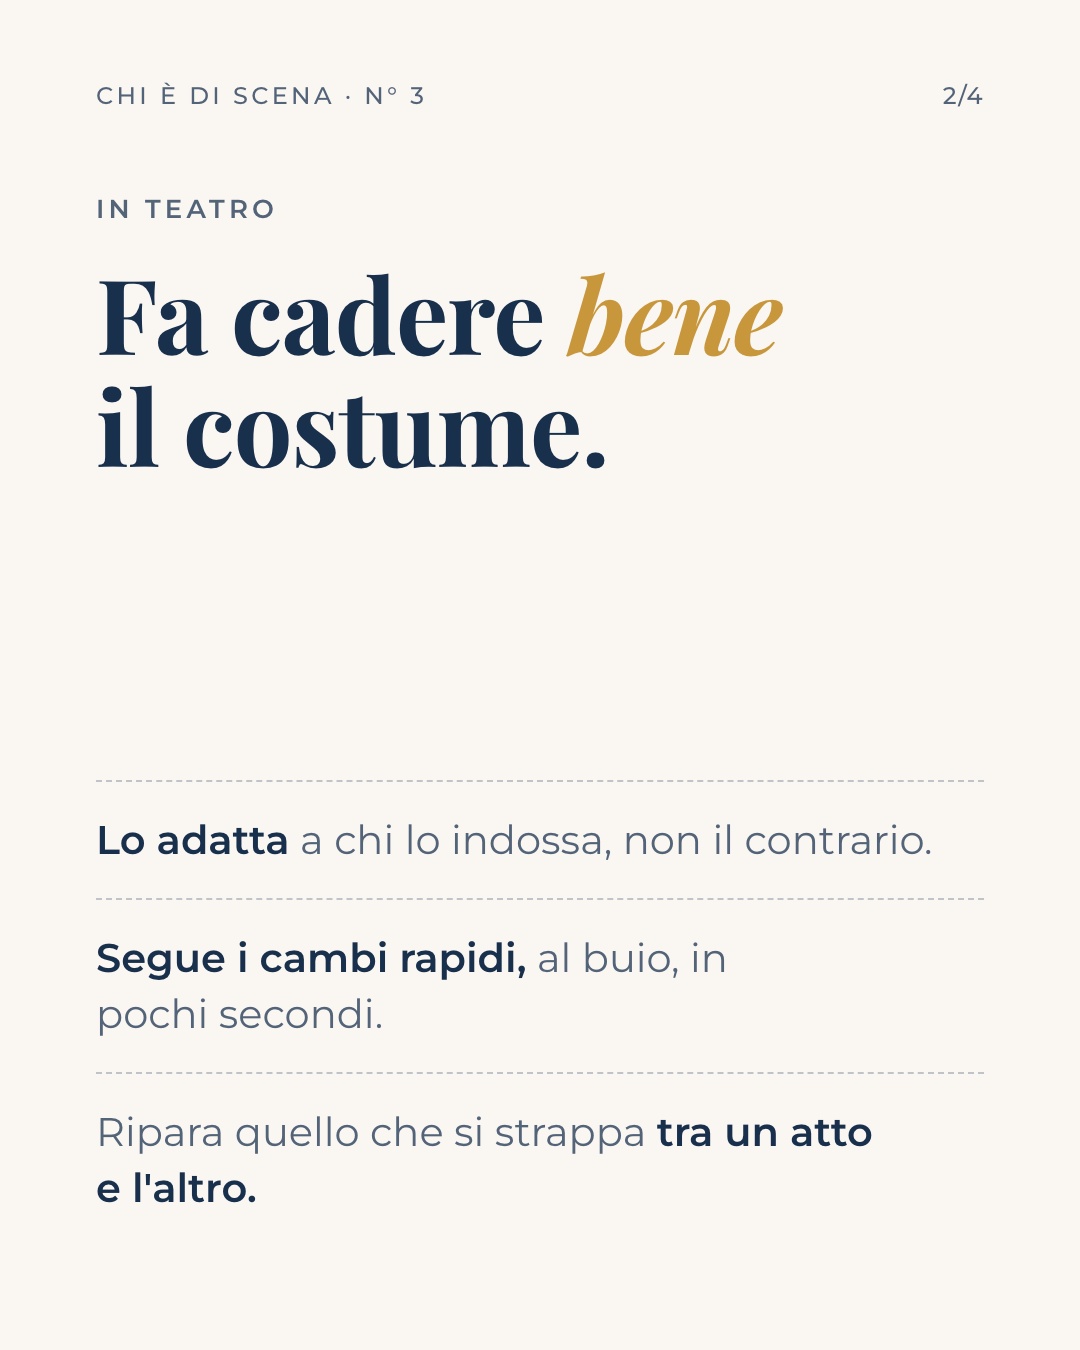 CHI È DI SCENA · N° 3
2/4
IN TEATRO
Fa cadere bene
il costume.
Lo adatta a chi lo indossa, non il contrario.
Segue i cambi rapidi, al buio, in
pochi secondi.
Ripara quello che si strappa tra un atto
e l'altro.